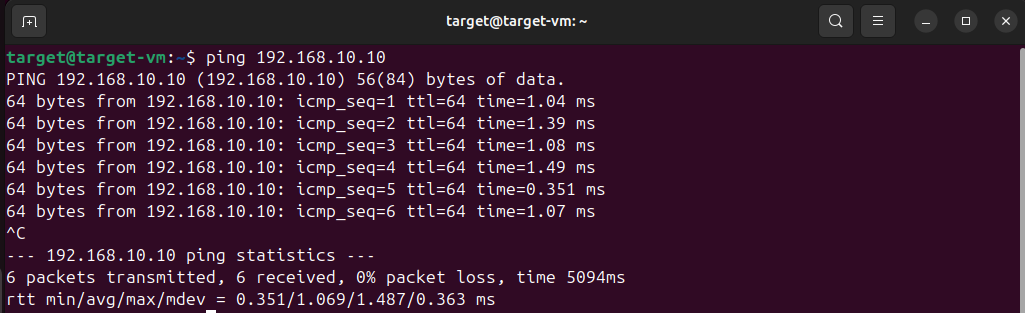 target@target-vm: ~
target@target-vm:~$ ping 192.168.10.10
PING 192.168.10.10 (192.168.10.10) 56(84) bytes of data.
64 bytes from 192.168.10.10: icmp_seq=1 ttl=64 time=1.04 ms
64 bytes from 192.168.10.10: icmp_seq=2 ttl=64 time=1.39 ms
64 bytes from 192.168.10.10: icmp_seq=3 ttl=64 time=1.08 ms
64 bytes from 192.168.10.10: icmp_seq=4 ttl=64 time=1.49 ms
64 bytes from 192.168.10.10: icmp_seq=5 ttl=64 time=0.351 ms
64 bytes from 192.168.10.10: icmp_seq=6 ttl=64 time=1.07 ms
^C
--- 192.168.10.10 ping statistics ---
6 packets transmitted, 6 received, 0% packet loss, time 5094ms
rtt min/avg/max/mdev = 0.351/1.069/1.487/0.363 ms